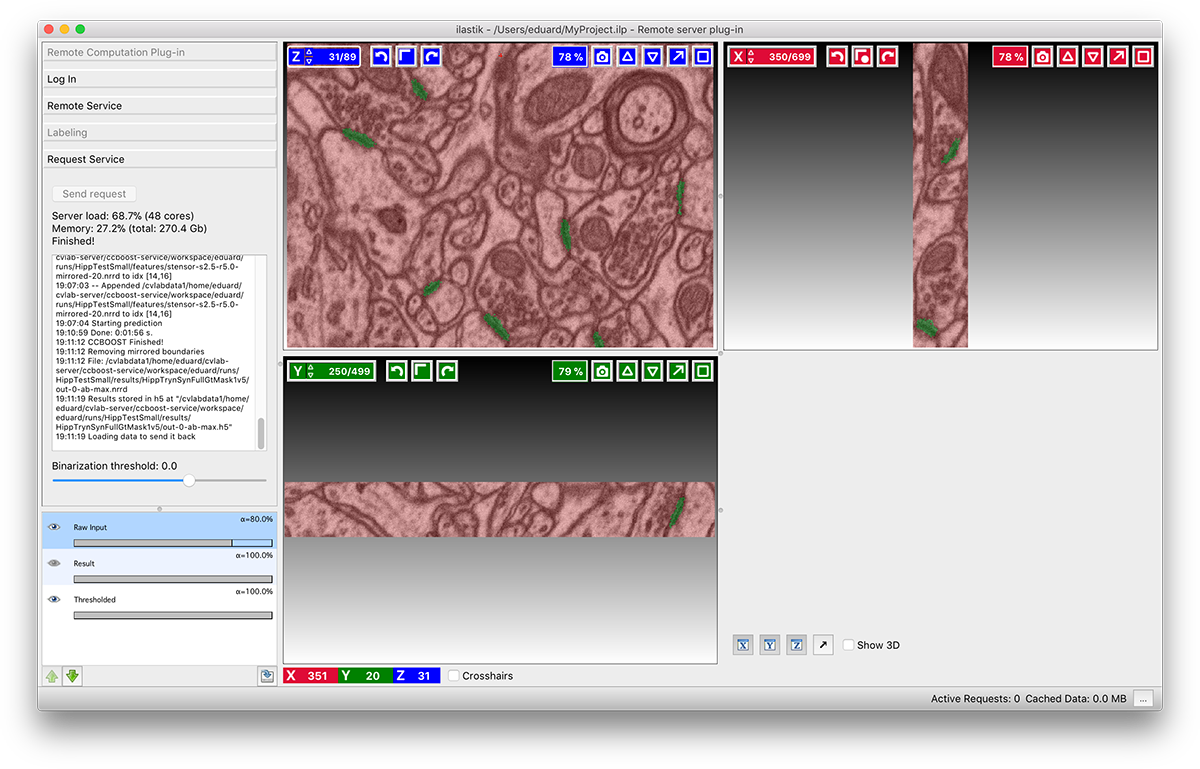 ilastik - /Users/eduard/MyProject.ilp - Remote server plug-in
Remote Computation Plug-in
Log In
Remote Service
Labeling
Request Service
Send request
Server load: 68.7% (48 cores)
Memory: 27.2% (total: 270.4 Gb)
Finished!
cvlab-server/ccboost-service/workspace/eduard/
runs/HippTestSmall/features/stensor-s2.5-r5.0-
mirrored-20.nrrd to idx [14,16]
19:07:03 -- Appended /cvlabdata1/home/eduard/
cvlab-server/ccboost-service/workspace/eduard/
runs/HippTestSmall/features/stensor-s2.5-r5.0-
mirrored-20.nrrd to idx [14,16]
19:07:04 Starting prediction
19:10:59 Done: 0:01:56 s.
19:11:12 CCBOOST Finished!
19:11:12 Removing mirrored boundaries
19:11:12 File: /cvlabdata1/home/eduard/cvlab-
server/ccboost-service/workspace/eduard/runs/
HippTestSmall/results/HippTrynSynFullGtMask1v5/
out-0-ab-max.nrrd
19:11:19 Results stored in h5 at "/cvlabdata1/home/
eduard/cvlab-server/ccboost-service/workspace/
eduard/runs/HippTestSmall/results/
HippTrynSynFullGtMask1v5/out-0-ab-max.h5"
19:11:19 Loading data to send it back
Binarization threshold: 0.0
α=80.0%
Raw Input
α=100.0%
Result
α=100.0%
Thresholded
Z 31/89 78 %
X 350/699 78 %
Y 250/499 79 %
X Y Z Show 3D
X 351 Y 20 Z 31 Crosshairs
Active Requests: 0 Cached Data: 0.0 MB ...